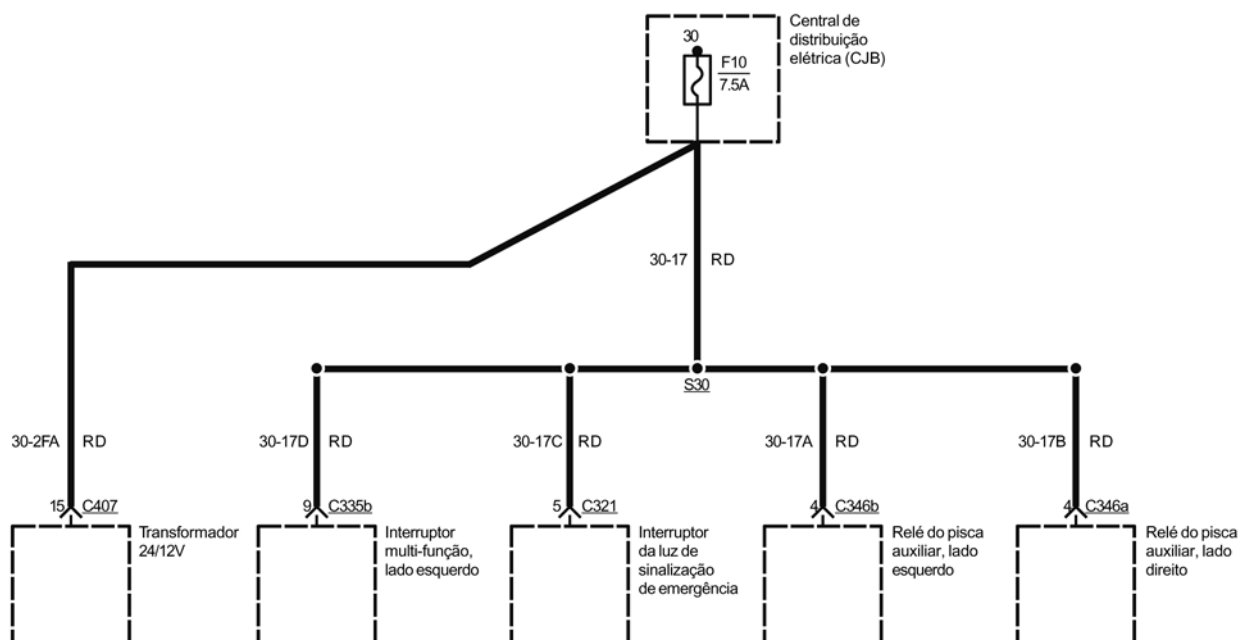 Central de
distribuição
elétrica (CJB)
30
F10
7.5A
30-17 RD
S30
30-2FA RD
30-17D RD
30-17C RD
30-17A RD
30-17B RD
15 C407
9 C335b
5 C321
4 C346b
4 C346a
Transformador
24/12V
Interruptor
multi-função,
lado esquerdo
Interruptor
da luz de
sinalização
de emergência
Relé do pisca
auxiliar, lado
esquerdo
Relé do pisca
auxiliar, lado
direito